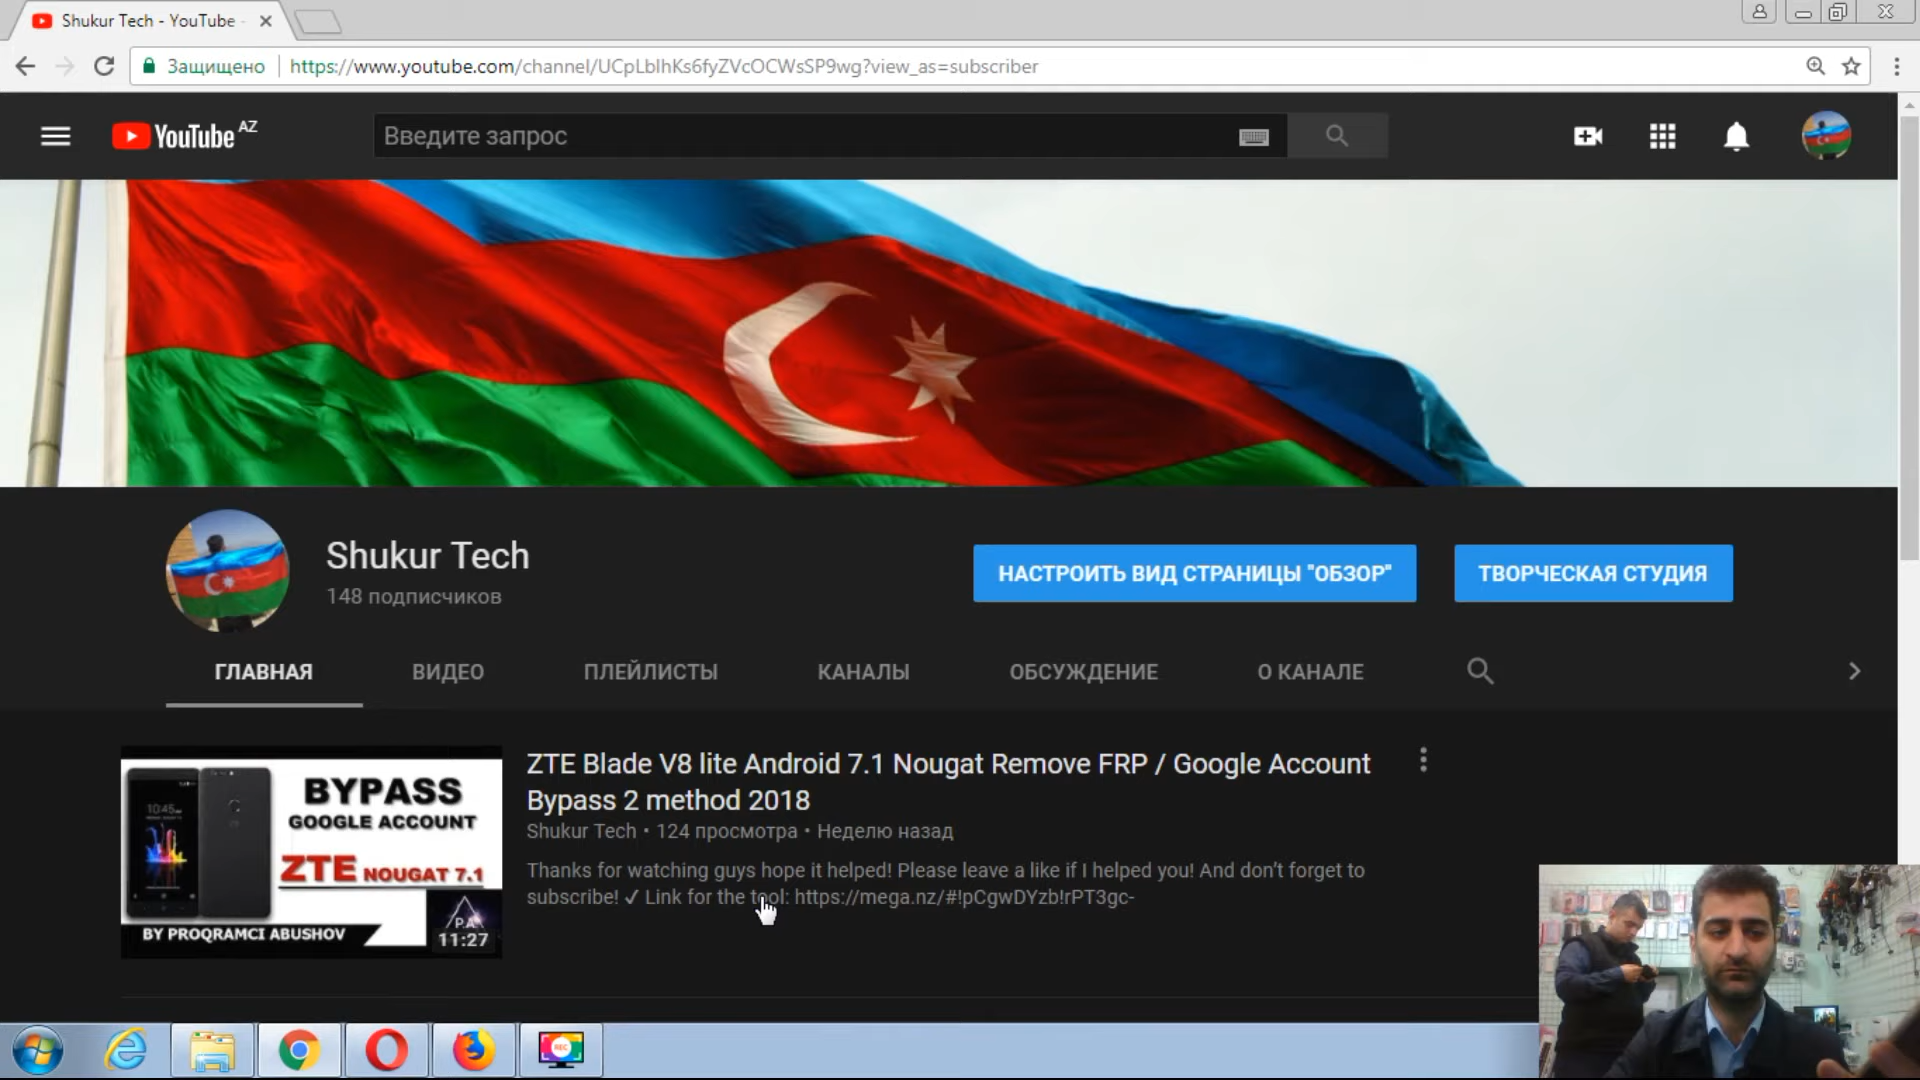 Shukur Tech - YouTube -
Защищено
https://www.youtube.com/channel/UCpLbIhKs6fyZVcOCWsSP9wg?view_as=subscriber
YouTube AZ
Введите запрос
Shukur Tech
148 подписчиков
НАСТРОИТЬ ВИД СТРАНИЦЫ "ОБЗОР"
ТВОРЧЕСКАЯ СТУДИЯ
ГЛАВНАЯ
ВИДЕО
ПЛЕЙЛИСТЫ
КАНАЛЫ
ОБСУЖДЕНИЕ
О КАНАЛЕ
BYPASS
GOOGLE ACCOUNT
ZTE NOUGAT 7.1
10:45
P.A
BY PROQRAMCI ABUSHOV
11:27
ZTE Blade V8 lite Android 7.1 Nougat Remove FRP / Google Account
Bypass 2 method 2018
Shukur Tech • 124 просмотра • Неделю назад
Thanks for watching guys hope it helped! Please leave a like if I helped you! And don't forget to
subscribe! ✓ Link for the tool: https://mega.nz/#!pCgwDYzb!rPT3gc-
REC